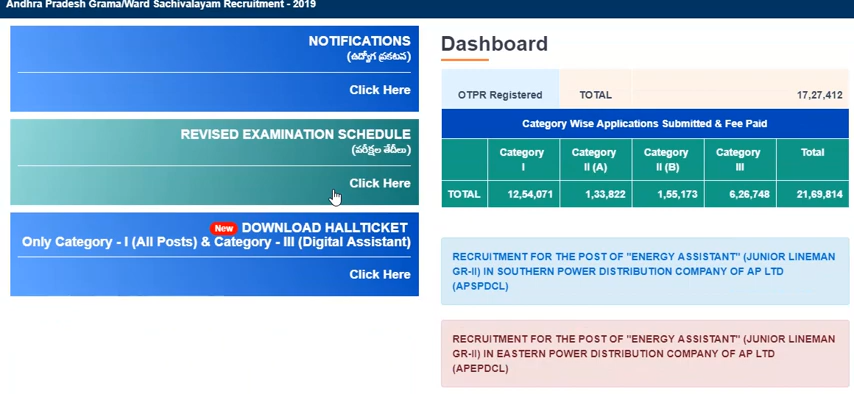 Andhra Pradesh Grama/Ward Sachivalayam Recruitment - 2019
NOTIFICATIONS
(ఉద్యోగ ప్రకటన)
Click Here
REVISED EXAMINATION SCHEDULE
(పరీక్షల తేదీలు)
Click Here
New DOWNLOAD HALLTICKET
Only Category - I (All Posts) & Category - III (Digital Assistant)
Click Here
Dashboard
OTPR Registered TOTAL 17,27,412
Category Wise Applications Submitted & Fee Paid
Category Category Category Category Total
I II (A) II (B) III
TOTAL 12,54,071 1,33,822 1,55,173 6,26,748 21,69,814
RECRUITMENT FOR THE POST OF "ENERGY ASSISTANT" (JUNIOR LINEMAN
GR-II) IN SOUTHERN POWER DISTRIBUTION COMPANY OF AP LTD
(APSPDCL)
RECRUITMENT FOR THE POST OF "ENERGY ASSISTANT" (JUNIOR LINEMAN
GR-II) IN EASTERN POWER DISTRIBUTION COMPANY OF AP LTD
(APEPDCL)